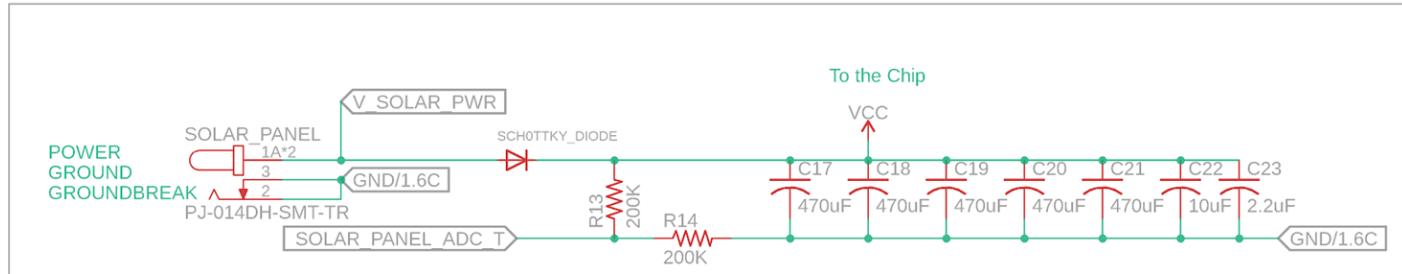 To the Chip
V_SOLAR_PWR
VCC
SOLAR_PANEL
SCH0TTKY_DIODE
POWER
GROUND
GROUNDBREAK
1A*2
3
2
GND/1.6C
PJ-014DH-SMT-TR
C17
470uF
C18
470uF
C19
470uF
C20
470uF
C21
470uF
C22
10uF
C23
2.2uF
R13
200K
R14
200K
SOLAR_PANEL_ADC_T
GND/1.6C